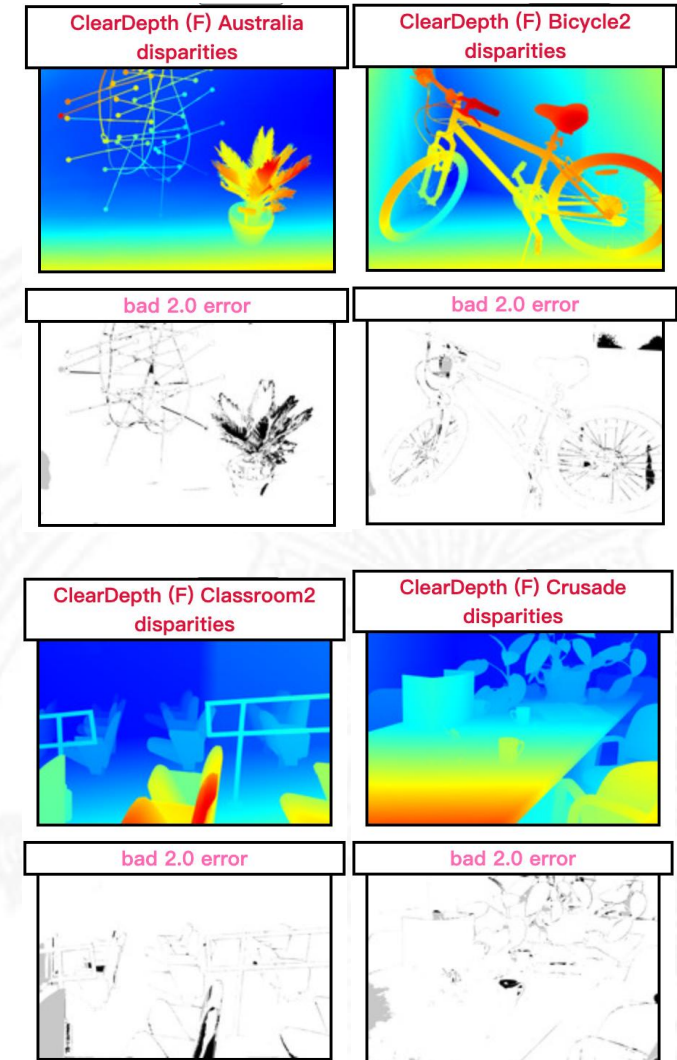 ClearDepth (F) Australia
disparities
ClearDepth (F) Bicycle2
disparities
bad 2.0 error
bad 2.0 error
ClearDepth (F) Classroom2
disparities
ClearDepth (F) Crusade
disparities
bad 2.0 error
bad 2.0 error